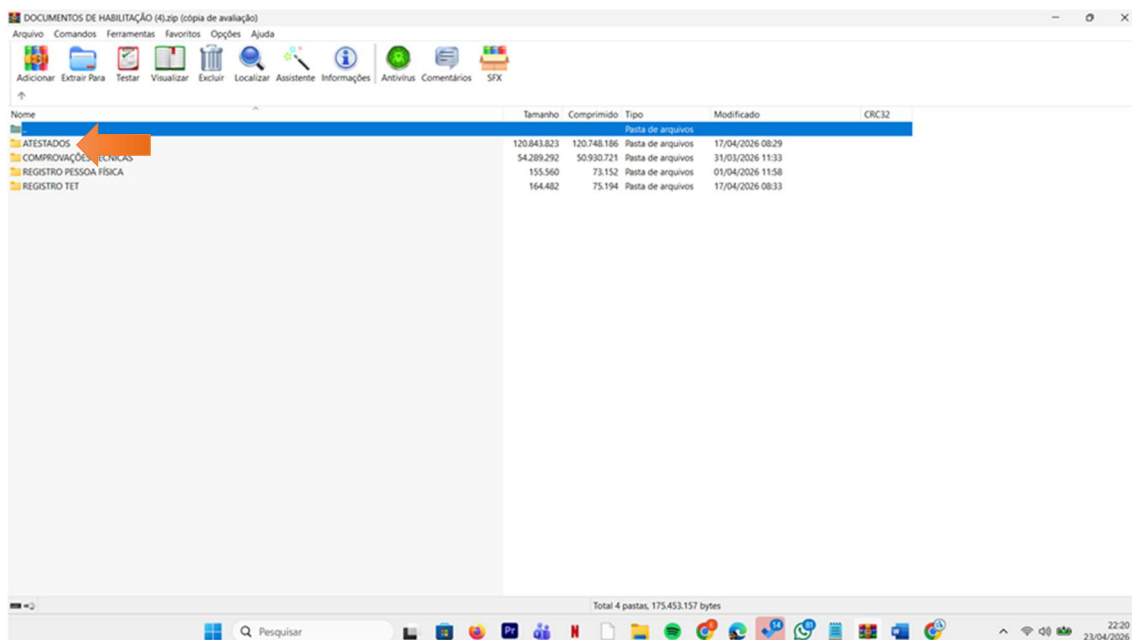 DOCUMENTOS DE HABILITAÇÃO (4).zip (cópia de avaliação)
Arquivo Comandos Ferramentas Favoritos Opções Ajuda
Adicionar Extrair Para Testar Visualizar Excluir Localizar Assistente Informações Antivírus Comentários SFX
Nome Tamanho Comprimido Tipo Modificado CRC32
.. Pasta de arquivos
ATESTADOS 120.843.823 120.748.186 Pasta de arquivos 17/04/2026 08:29
COMPROVAÇÕES TÉCNICAS 54.289.292 50.930.721 Pasta de arquivos 31/03/2026 11:33
REGISTRO PESSOA FÍSICA 155.560 73.152 Pasta de arquivos 01/04/2026 11:58
REGISTRO TET 164.482 75.194 Pasta de arquivos 17/04/2026 08:33
Total 4 pastas, 175.453.157 bytes
Pesquisar Pr N 14 22:20
23/04/2026